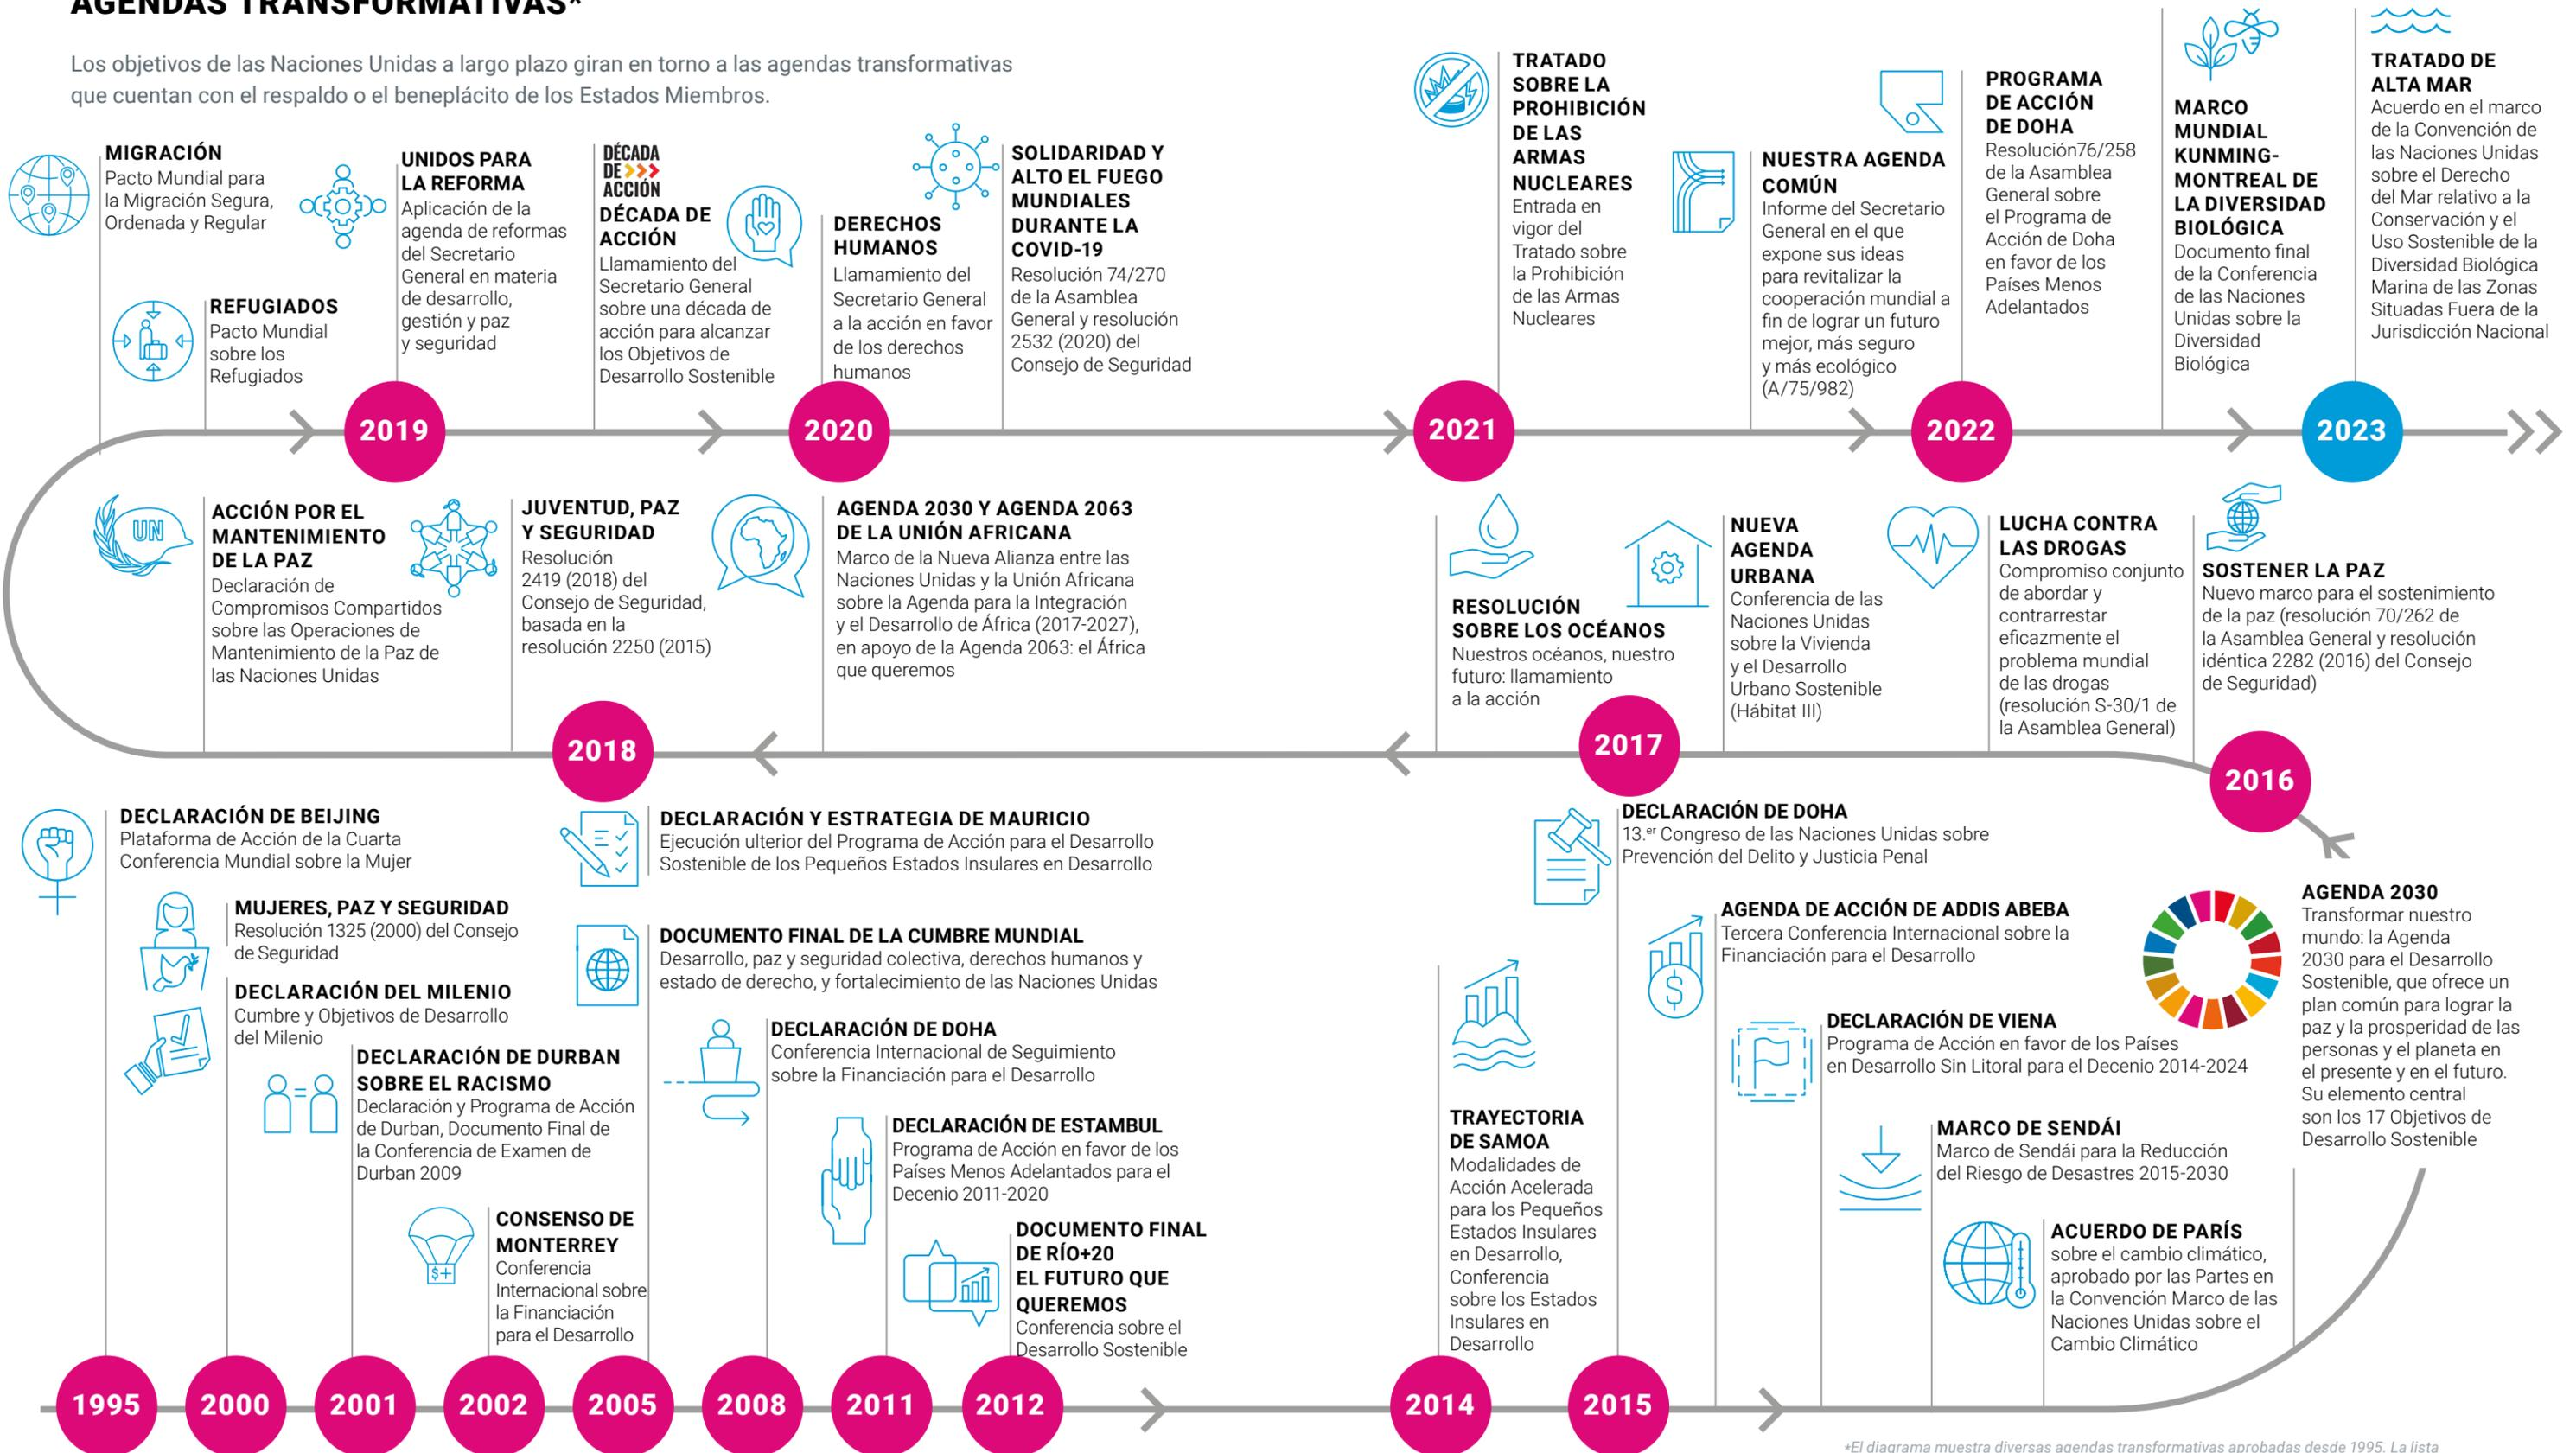 AGENDAS TRANSFORMATIVAS*
Los objetivos de las Naciones Unidas a largo plazo giran en torno a las agendas transformativas
que cuentan con el respaldo o el beneplácito de los Estados Miembros.
MIGRACIÓN
Pacto Mundial para
la Migración Segura,
Ordenada y Regular
REFUGIADOS
Pacto Mundial
sobre los
Refugiados
UNIDOS PARA
LA REFORMA
Aplicación de la
agenda de reformas
del Secretario
General en materia
de desarrollo,
gestión y paz
y seguridad
DÉCADA
DE
ACCIÓN
DÉCADA DE
ACCIÓN
Llamamiento del
Secretario General
sobre una década de
acción para alcanzar
los Objetivos de
Desarrollo Sostenible
DERECHOS
HUMANOS
Llamamiento del
Secretario General
a la acción en favor
de los derechos
humanos
SOLIDARIDAD Y
ALTO EL FUEGO
MUNDIALES
DURANTE LA
COVID-19
Resolución 74/270
de la Asamblea
General y resolución
2532 (2020) del
Consejo de Seguridad
TRATADO
SOBRE LA
PROHIBICIÓN
DE LAS
ARMAS
NUCLEARES
Entrada en
vigor del
Tratado sobre
la Prohibición
de las Armas
Nucleares
NUESTRA AGENDA
COMÚN
Informe del Secretario
General en el que
expone sus ideas
para revitalizar la
cooperación mundial a
fin de lograr un futuro
mejor, más seguro
y más ecológico
(A/75/982)
PROGRAMA
DE ACCIÓN
DE DOHA
Resolución76/258
de la Asamblea
General sobre
el Programa de
Acción de Doha
en favor de los
Países Menos
Adelantados
MARCO
MUNDIAL
KUNMING-
MONTREAL DE
LA DIVERSIDAD
BIOLÓGICA
Documento final
de la Conferencia
de las Naciones
Unidas sobre la
Diversidad
Biológica
TRATADO DE
ALTA MAR
Acuerdo en el marco
de la Convención de
las Naciones Unidas
sobre el Derecho
del Mar relativo a la
Conservación y el
Uso Sostenible de la
Diversidad Biológica
Marina de las Zonas
Situadas Fuera de la
Jurisdicción Nacional
2019
2020
2021
2022
2023
UN
ACCIÓN POR EL
MANTENIMIENTO
DE LA PAZ
Declaración de
Compromisos Compartidos
sobre las Operaciones de
Mantenimiento de la Paz de
las Naciones Unidas
JUVENTUD, PAZ
Y SEGURIDAD
Resolución
2419 (2018) del
Consejo de Seguridad,
basada en la
resolución 2250 (2015)
AGENDA 2030 Y AGENDA 2063
DE LA UNIÓN AFRICANA
Marco de la Nueva Alianza entre las
Naciones Unidas y la Unión Africana
sobre la Agenda para la Integración
y el Desarrollo de África (2017-2027),
en apoyo de la Agenda 2063: el África
que queremos
RESOLUCIÓN
SOBRE LOS OCÉANOS
Nuestros océanos, nuestro
futuro: llamamiento
a la acción
NUEVA
AGENDA
URBANA
Conferencia de las
Naciones Unidas
sobre la Vivienda
y el Desarrollo
Urbano Sostenible
(Hábitat III)
LUCHA CONTRA
LAS DROGAS
Compromiso conjunto
de abordar y
contrarrestar
eficazmente el
problema mundial
de las drogas
(resolución S-30/1 de
la Asamblea General)
SOSTENER LA PAZ
Nuevo marco para el sostenimiento
de la paz (resolución 70/262 de
la Asamblea General y resolución
idéntica 2282 (2016) del Consejo
de Seguridad)
2018
2017
2016
DECLARACIÓN DE BEIJING
Plataforma de Acción de la Cuarta
Conferencia Mundial sobre la Mujer
MUJERES, PAZ Y SEGURIDAD
Resolución 1325 (2000) del Consejo
de Seguridad
DECLARACIÓN DEL MILENIO
Cumbre y Objetivos de Desarrollo
del Milenio
DECLARACIÓN DE DURBAN
SOBRE EL RACISMO
Declaración y Programa de Acción
de Durban, Documento Final de
la Conferencia de Examen de
Durban 2009
$+
CONSENSO DE
MONTERREY
Conferencia
Internacional sobre
la Financiación
para el Desarrollo
DECLARACIÓN Y ESTRATEGIA DE MAURICIO
Ejecución ulterior del Programa de Acción para el Desarrollo
Sostenible de los Pequeños Estados Insulares en Desarrollo
DOCUMENTO FINAL DE LA CUMBRE MUNDIAL
Desarrollo, paz y seguridad colectiva, derechos humanos y
estado de derecho, y fortalecimiento de las Naciones Unidas
DECLARACIÓN DE DOHA
Conferencia Internacional de Seguimiento
sobre la Financiación para el Desarrollo
DECLARACIÓN DE ESTAMBUL
Programa de Acción en favor de los
Países Menos Adelantados para el
Decenio 2011-2020
DOCUMENTO FINAL
DE RÍO+20
EL FUTURO QUE
QUEREMOS
Conferencia sobre el
Desarrollo Sostenible
TRAYECTORIA
DE SAMOA
Modalidades de
Acción Acelerada
para los Pequeños
Estados Insulares
en Desarrollo,
Conferencia
sobre los Estados
Insulares en
Desarrollo
DECLARACIÓN DE DOHA
13.er Congreso de las Naciones Unidas sobre
Prevención del Delito y Justicia Penal
$
AGENDA DE ACCIÓN DE ADDIS ABEBA
Tercera Conferencia Internacional sobre la
Financiación para el Desarrollo
DECLARACIÓN DE VIENA
Programa de Acción en favor de los Países
en Desarrollo Sin Litoral para el Decenio 2014-2024
MARCO DE SENDÁI
Marco de Sendái para la Reducción
del Riesgo de Desastres 2015-2030
ACUERDO DE PARÍS
sobre el cambio climático,
aprobado por las Partes en
la Convención Marco de las
Naciones Unidas sobre el
Cambio Climático
AGENDA 2030
Transformar nuestro
mundo: la Agenda
2030 para el Desarrollo
Sostenible, que ofrece un
plan común para lograr la
paz y la prosperidad de las
personas y el planeta en
el presente y en el futuro.
Su elemento central
son los 17 Objetivos de
Desarrollo Sostenible
1995
2000
2001
2002
2005
2008
2011
2012
2014
2015
*El diagrama muestra diversas agendas transformativas aprobadas desde 1995. La lista